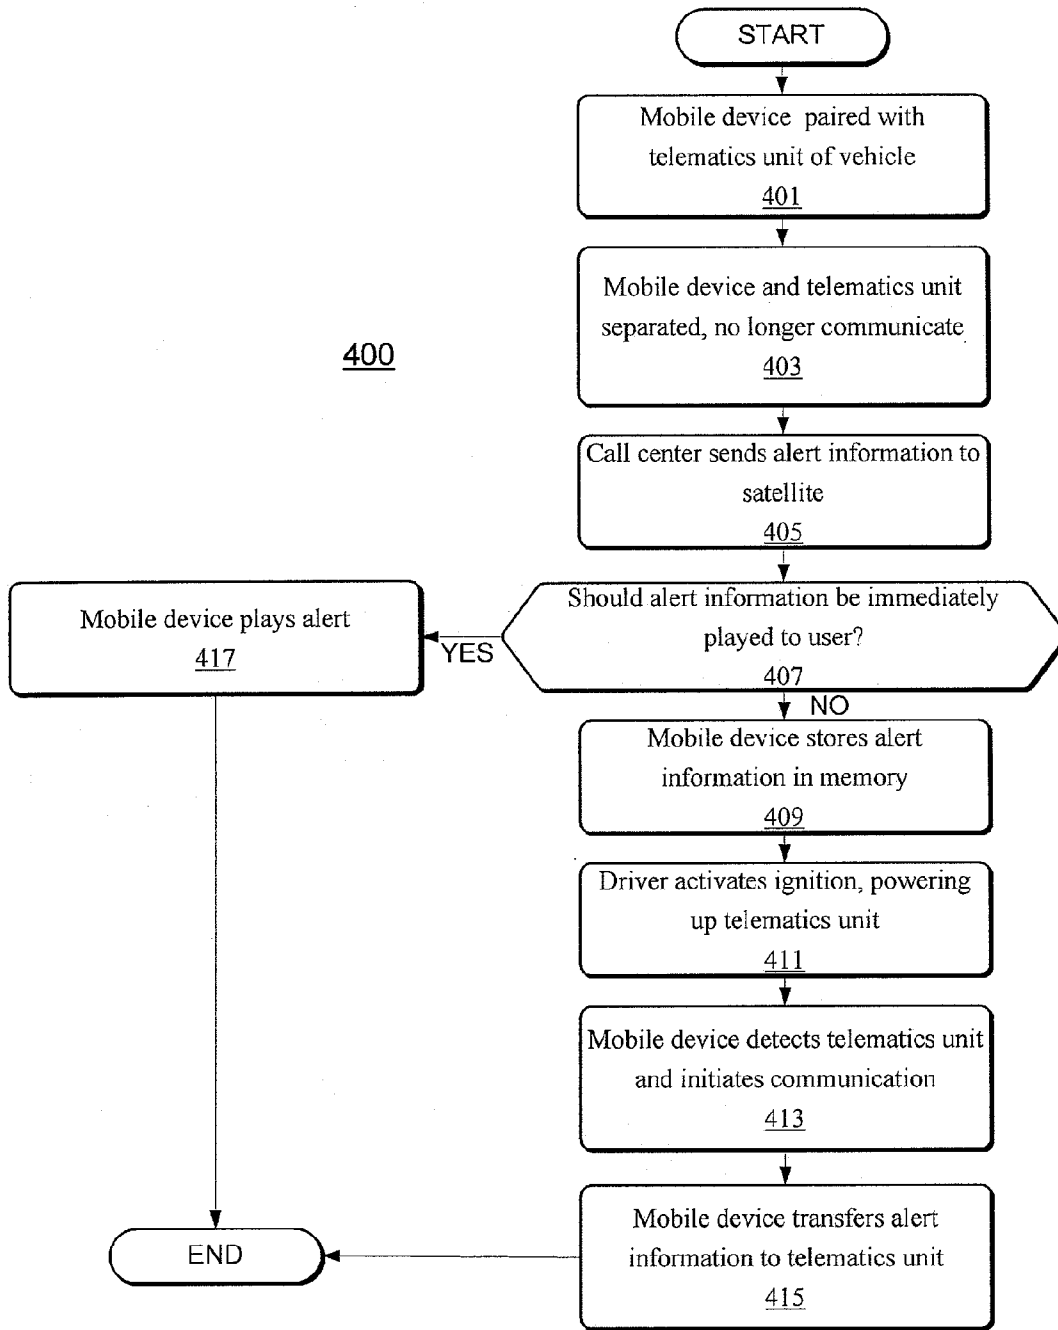 START
Mobile device paired with
telematics unit of vehicle
401
Mobile device and telematics unit
separated, no longer communicate
403
400
Call center sends alert information to
satellite
405
Should alert information be immediately
played to user?
407
YES
NO
Mobile device plays alert
417
Mobile device stores alert
information in memory
409
Driver activates ignition, powering
up telematics unit
411
Mobile device detects telematics unit
and initiates communication
413
Mobile device transfers alert
information to telematics unit
415
END